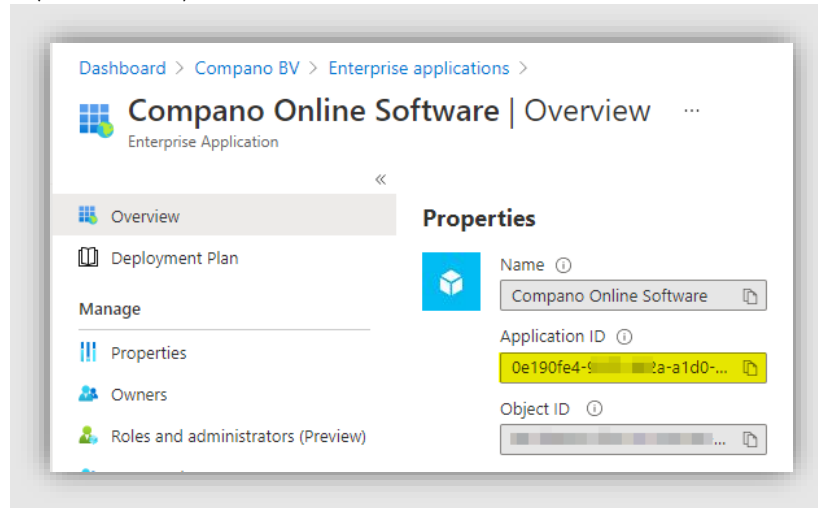 Dashboard > Compano BV > Enterprise applications >
Compano Online Software | Overview ...
Enterprise Application
«
Overview
Deployment Plan
Manage
Properties
Owners
Roles and administrators (Preview)
Properties
Name
Compano Online Software
Application ID
0e190fe4-9 2a-a1d0-...
Object ID
...